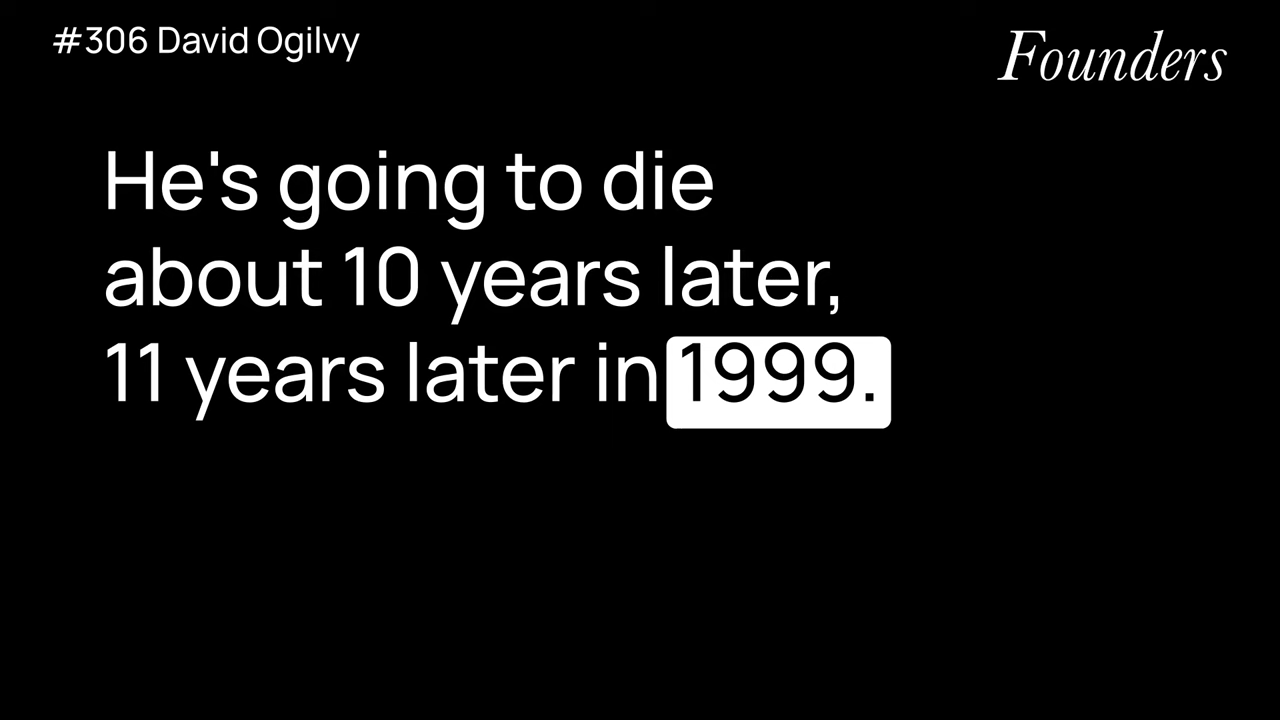 #306 David Ogilvy
Founders
He's going to die
about 10 years later,
11 years later in 1999.